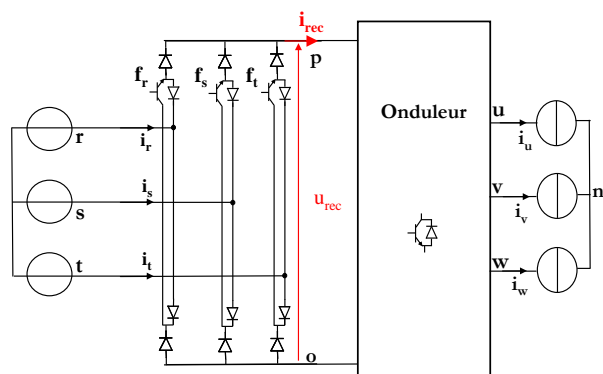 i_rec
p
f_r f_s f_t
Onduleur
u
r
i_r
i_u
n
i_s
s
u_rec
v
i_v
i_t
t
w
i_w
o